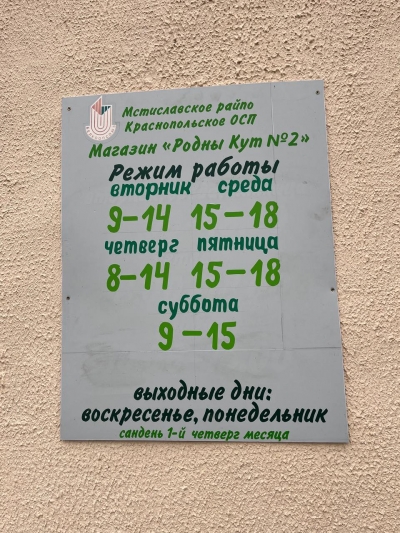 Мстиславское райпо
Краснопольское ОСП
Магазин «Родны Кут №2»
Режим работы
вторник среда
9-14 15-18
четверг пятница
8-14 15-18
суббота
9-15
выходные дни:
воскресенье, понедельник
сандень 1-й четверг месяца